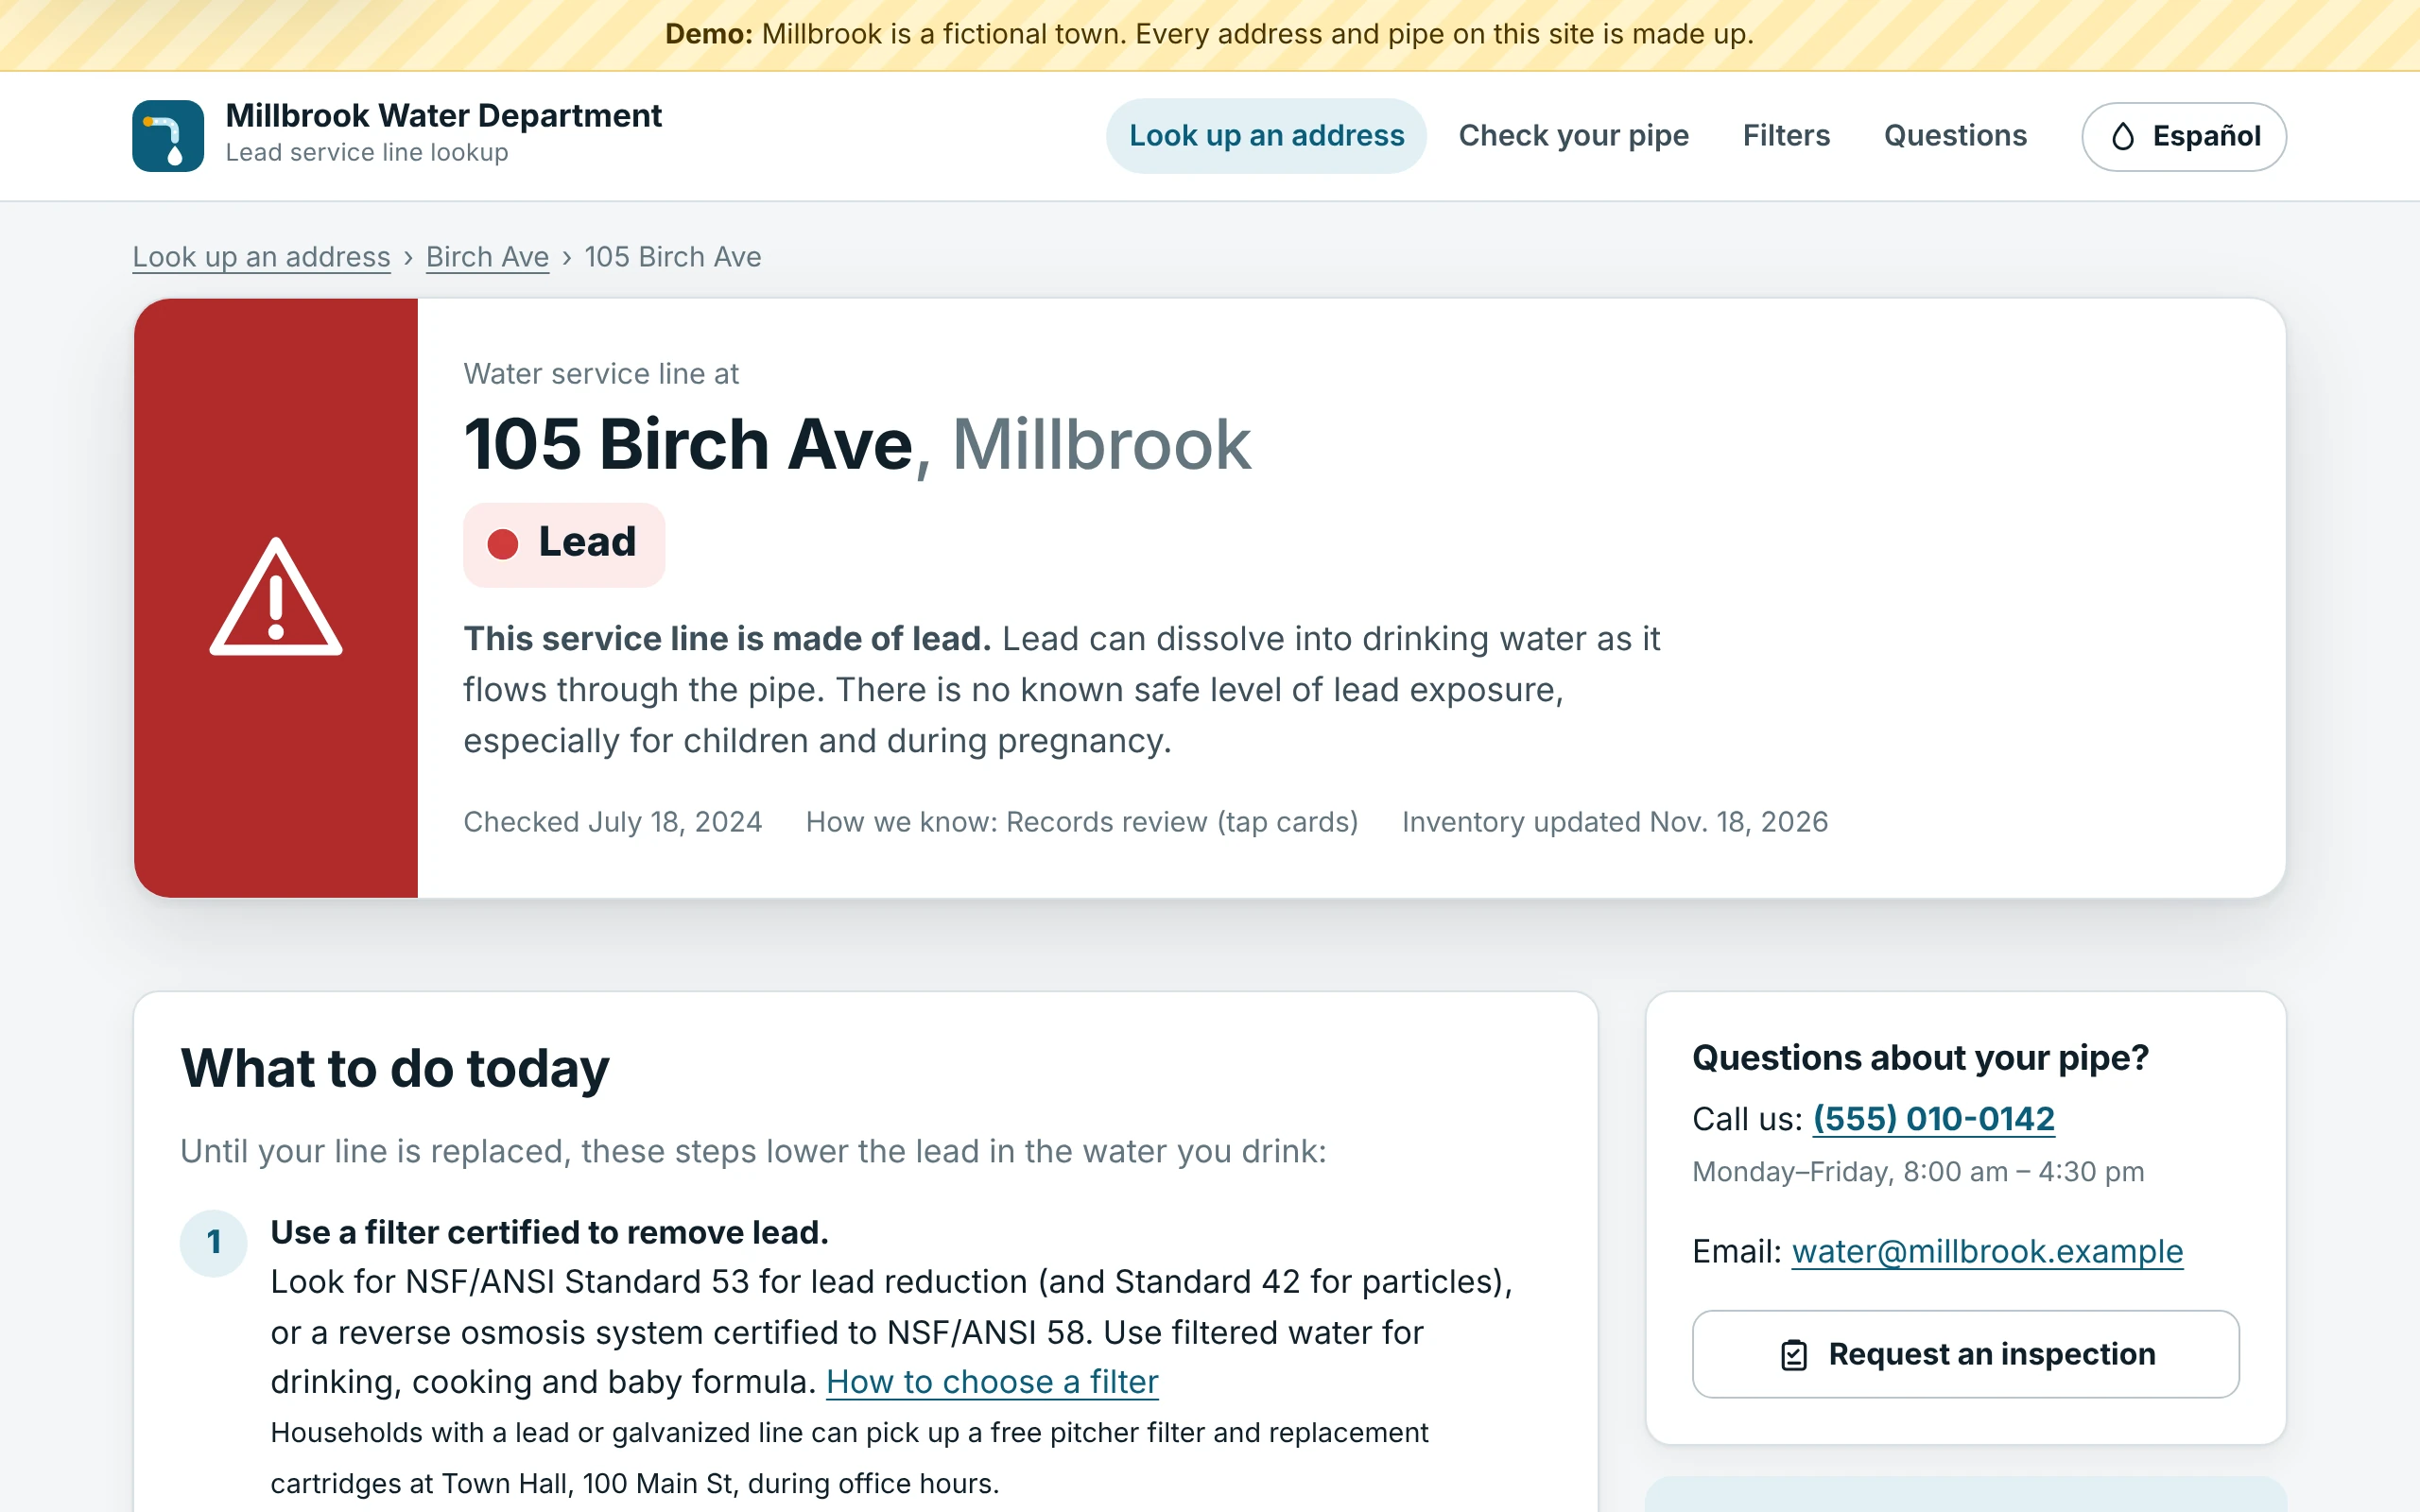 Demo: Millbrook is a fictional town. Every address and pipe on this site is made up.
Millbrook Water Department
Lead service line lookup
Look up an address
Check your pipe
Filters
Questions
Español
Look up an address › Birch Ave › 105 Birch Ave
Water service line at
105 Birch Ave, Millbrook
Lead
This service line is made of lead. Lead can dissolve into drinking water as it
flows through the pipe. There is no known safe level of lead exposure,
especially for children and during pregnancy.
Checked July 18, 2024
How we know: Records review (tap cards)
Inventory updated Nov. 18, 2026
What to do today
Until your line is replaced, these steps lower the lead in the water you drink:
1
Use a filter certified to remove lead.
Look for NSF/ANSI Standard 53 for lead reduction (and Standard 42 for particles),
or a reverse osmosis system certified to NSF/ANSI 58. Use filtered water for
drinking, cooking and baby formula. How to choose a filter
Households with a lead or galvanized line can pick up a free pitcher filter and replacement
cartridges at Town Hall, 100 Main St, during office hours.
Questions about your pipe?
Call us: (555) 010-0142
Monday–Friday, 8:00 am – 4:30 pm
Email: water@millbrook.example
Request an inspection